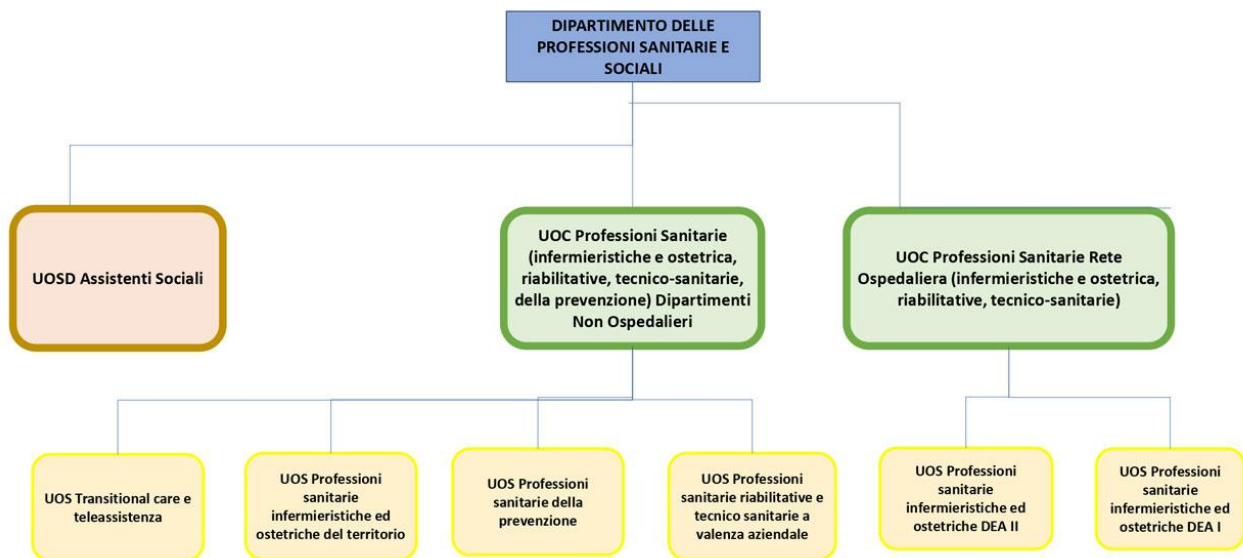 DIPARTIMENTO DELLE
PROFESSIONI SANITARIE E
SOCIALI
UOSD Assistenti Sociali
UOC Professioni Sanitarie
(infermieristiche e ostetrica,
riabilitative, tecnico-sanitarie,
della prevenzione) Dipartimenti
Non Ospedalieri
UOC Professioni Sanitarie Rete
Ospedaliera (infermieristiche e ostetrica,
riabilitative, tecnico-sanitarie)
UOS Transitional care e
teleassistenza
UOS Professioni
sanitarie
infermieristiche ed
ostetriche del territorio
UOS Professioni
sanitarie della
prevenzione
UOS Professioni
sanitarie riabilitative e
tecnico sanitarie a
valenza aziendale
UOS Professioni
sanitarie
infermieristiche ed
ostetriche DEA II
UOS Professioni
sanitarie
infermieristiche ed
ostetriche DEA I